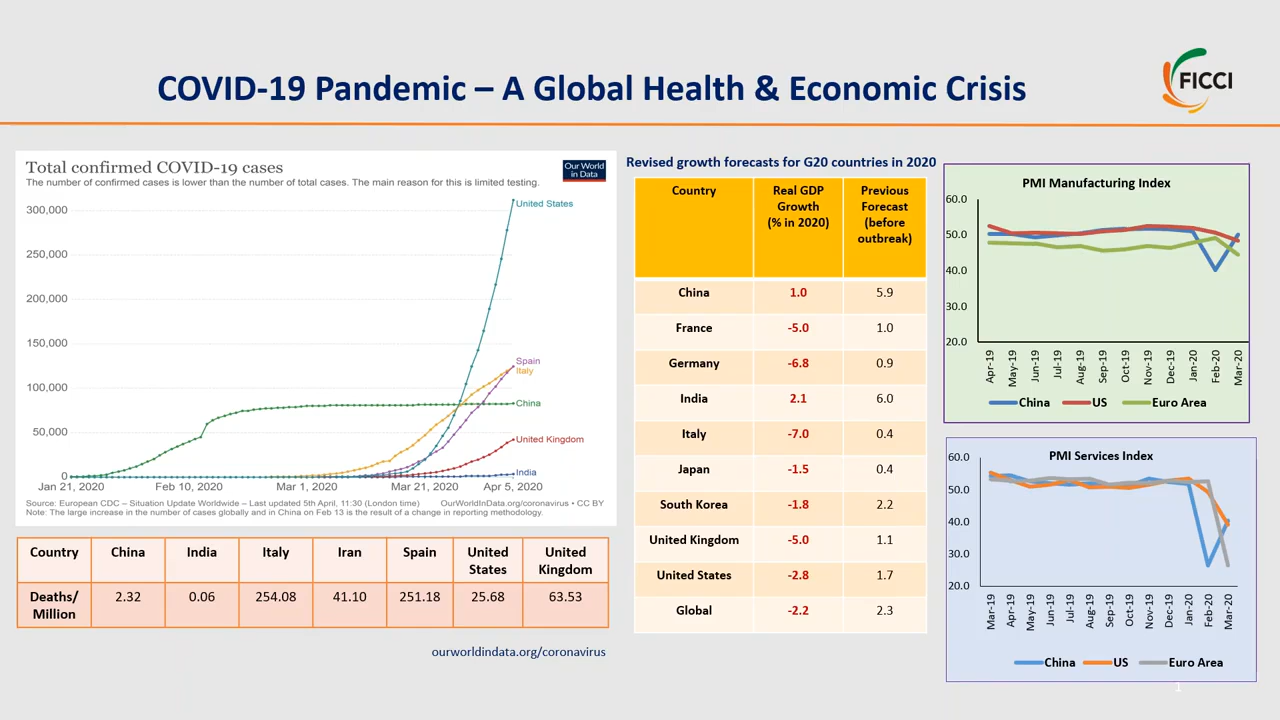 COVID-19 Pandemic – A Global Health & Economic Crisis
FICCI
Total confirmed COVID-19 cases
The number of confirmed cases is lower than the number of total cases. The main reason for this is limited testing.
Our World
in Data
300,000
250,000
200,000
150,000
100,000
50,000
0
United States
Spain
Italy
China
United Kingdom
India
Jan 21, 2020 Feb 10, 2020 Mar 1, 2020 Mar 21, 2020 Apr 5, 2020
Source: European CDC – Situation Update Worldwide – Last updated 5th April, 11:30 (London time) OurWorldInData.org/coronavirus • CC BY
Note: The large increase in the number of cases globally and in China on Feb 13 is the result of a change in reporting methodology.
Country China India Italy Iran Spain United States United Kingdom
Deaths/ Million 2.32 0.06 254.08 41.10 251.18 25.68 63.53
ourworldindata.org/coronavirus
Revised growth forecasts for G20 countries in 2020
Country Real GDP Growth (% in 2020) Previous Forecast (before outbreak)
China 1.0 5.9
France -5.0 1.0
Germany -6.8 0.9
India 2.1 6.0
Italy -7.0 0.4
Japan -1.5 0.4
South Korea -1.8 2.2
United Kingdom -5.0 1.1
United States -2.8 1.7
Global -2.2 2.3
PMI Manufacturing Index
60.0
50.0
40.0
30.0
20.0
Apr-19 May-19 Jun-19 Jul-19 Aug-19 Sep-19 Oct-19 Nov-19 Dec-19 Jan-20 Feb-20 Mar-20
China US Euro Area
PMI Services Index
60.0
50.0
40.0
30.0
20.0
Mar-19 Apr-19 May-19 Jun-19 Jul-19 Aug-19 Sep-19 Oct-19 Nov-19 Dec-19 Jan-20 Feb-20 Mar-20
China US Euro Area
1